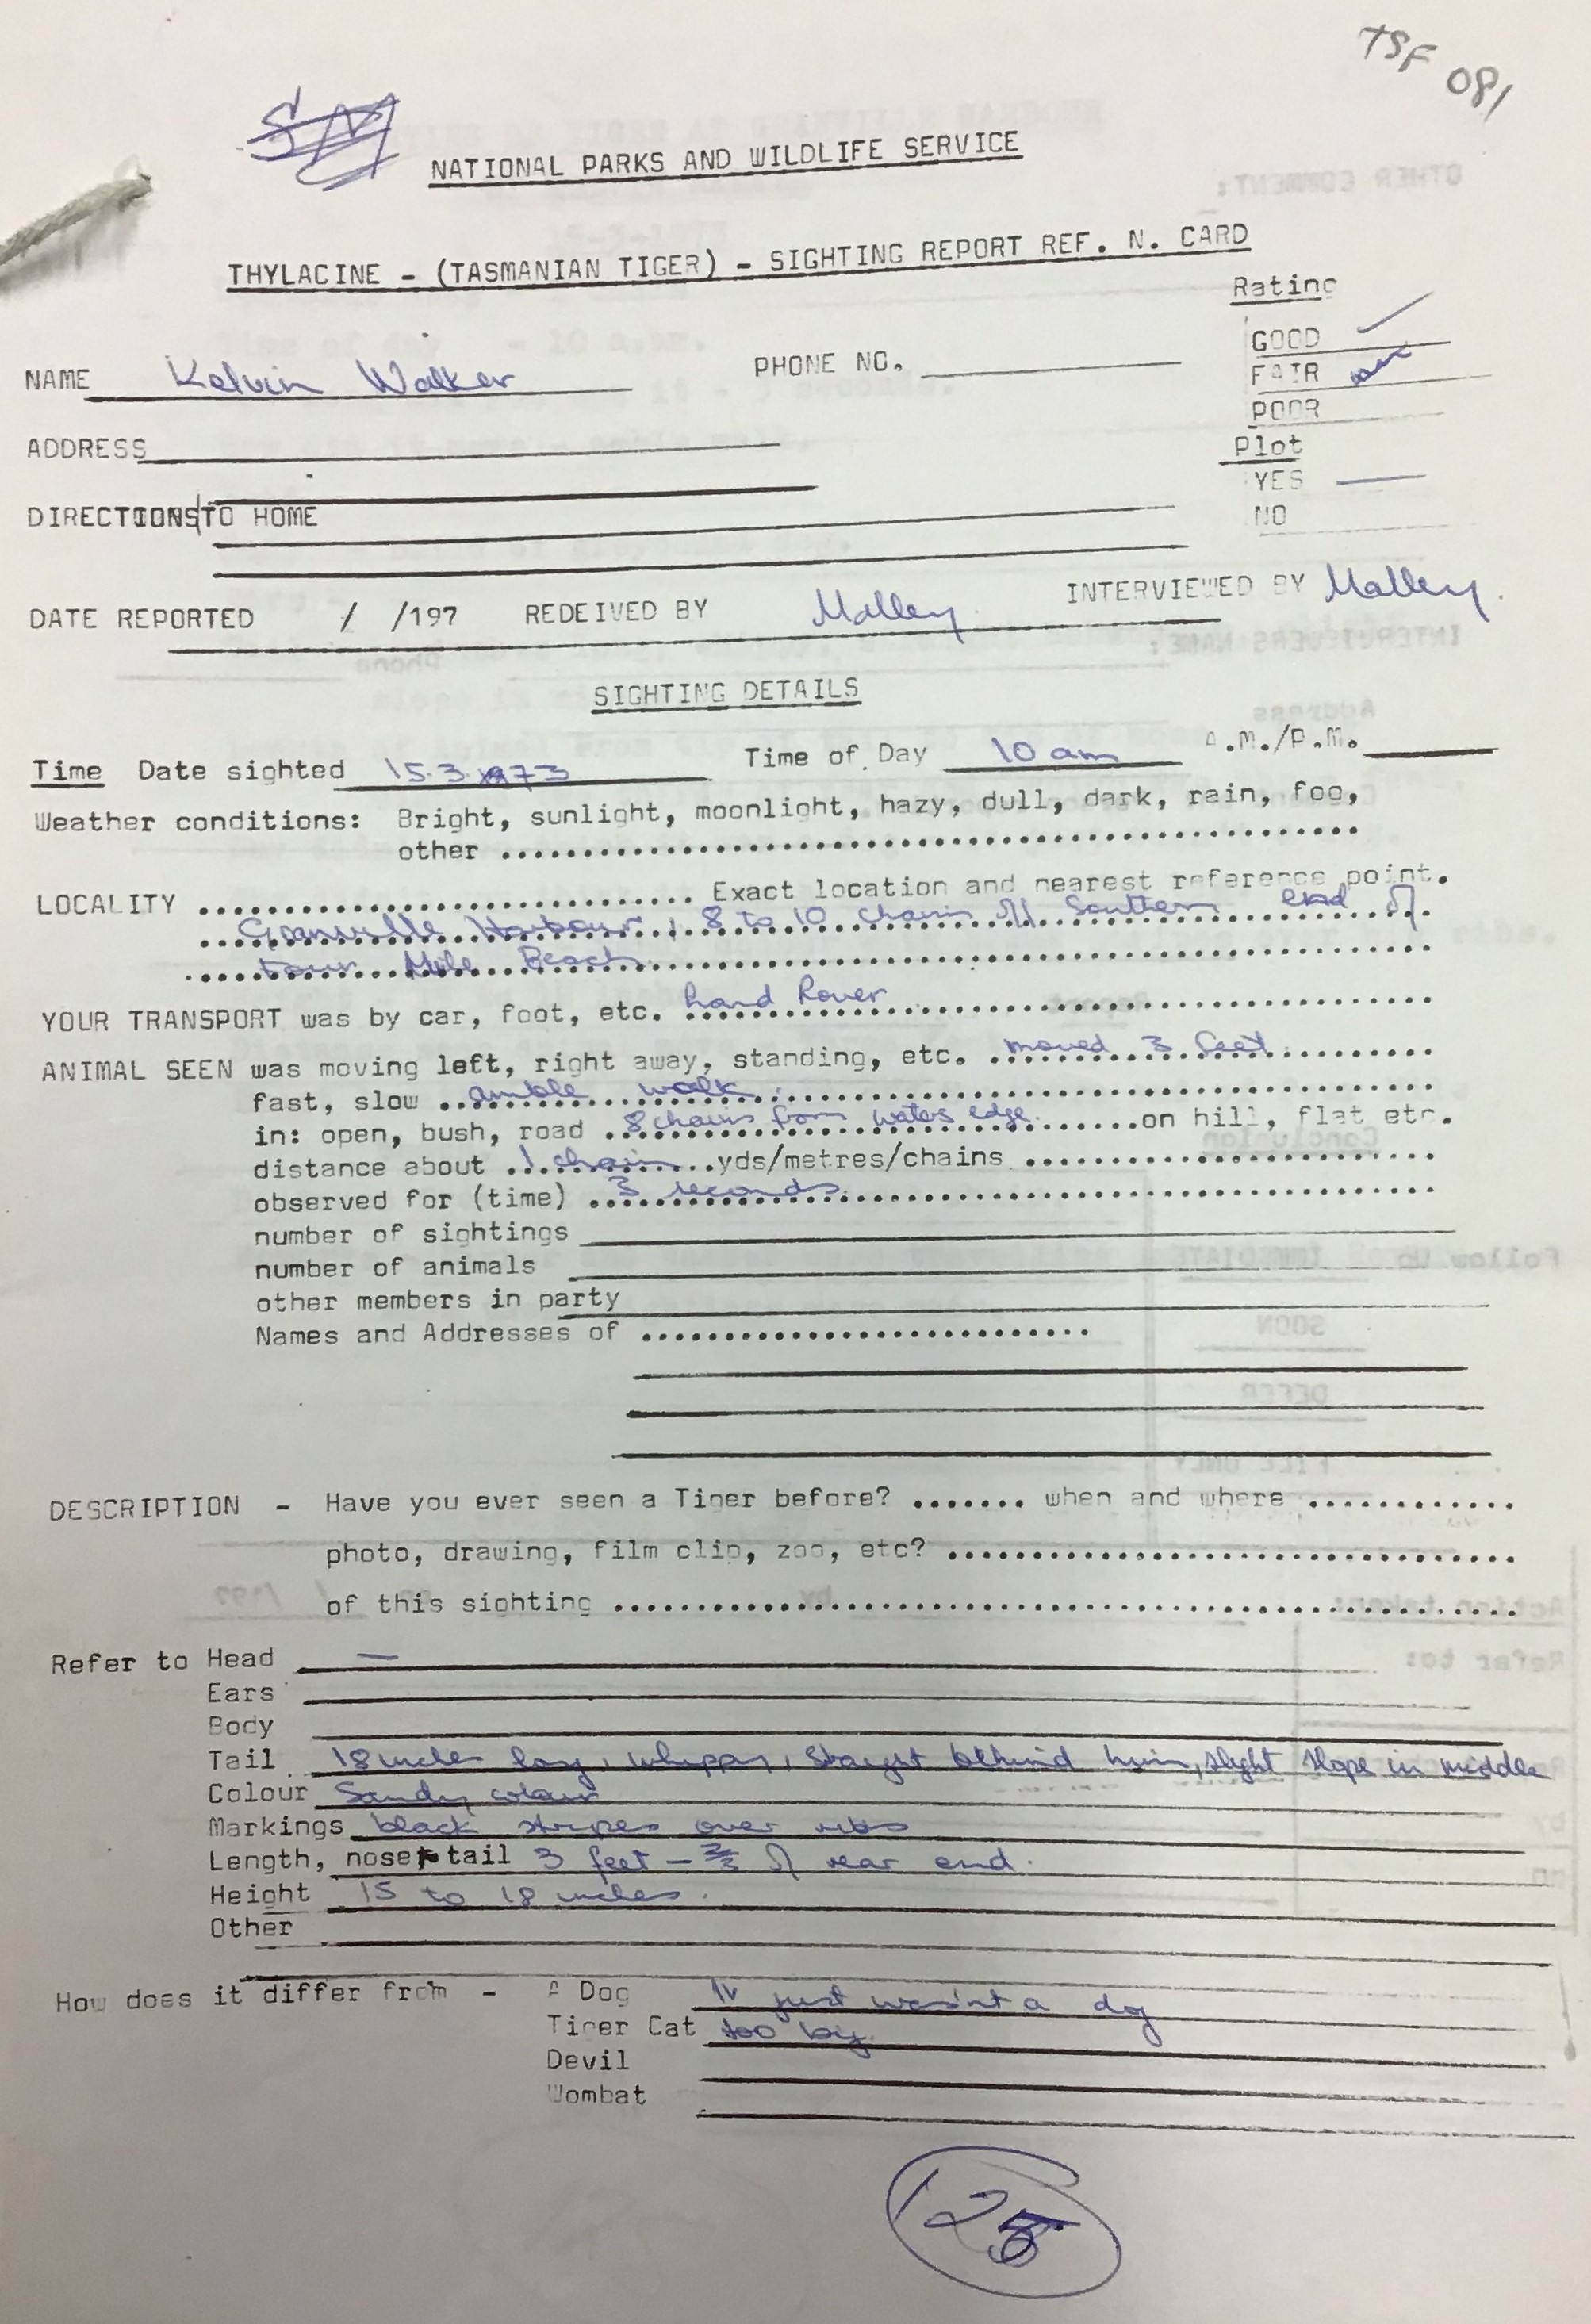 TSF 081
NATIONAL PARKS AND WILDLIFE SERVICE
THYLACINE - (TASMANIAN TIGER) - SIGHTING REPORT REF. N. CARD
Rating
GOOD ✓
FAIR
POOR
Plot
YES —
NO
NAME Kelvin Walker PHONE NO.
ADDRESS
DIRECTIONS TO HOME
DATE REPORTED / /197 REDEIVED BY Malley INTERVIEWED BY Malley.
SIGHTING DETAILS
Time Date sighted 15.3.1973 Time of Day 10 am A.M./P.M.
Weather conditions: Bright, sunlight, moonlight, hazy, dull, dark, rain, fog,
other
LOCALITY Exact location and nearest reference point.
Granville Harbour, 8 to 10 chains off Southern end of
four Mile Beach.
YOUR TRANSPORT was by car, foot, etc. Land Rover
ANIMAL SEEN was moving left, right away, standing, etc. moved 3 feet
fast, slow amble walk
in: open, bush, road 8 chains from waters edge. on hill, flat etc.
distance about 1 chain yds/metres/chains
observed for (time) 3 seconds.
number of sightings
number of animals
other members in party
Names and Addresses of
DESCRIPTION - Have you ever seen a Tiger before? ....... when and where
photo, drawing, film clip, zoo, etc?
of this sighting
Refer to Head —
Ears
Body
Tail 18 inches long, whippy, straight behind him, slight slope in middle
Colour Sandy colour
Markings black stripes over ribs
Length, nose tail 3 feet - 2/3 of rear end.
Height 15 to 18 inches.
Other
How does it differ from - A Dog It just wasn't a dog
Tiger Cat too big.
Devil
Wombat